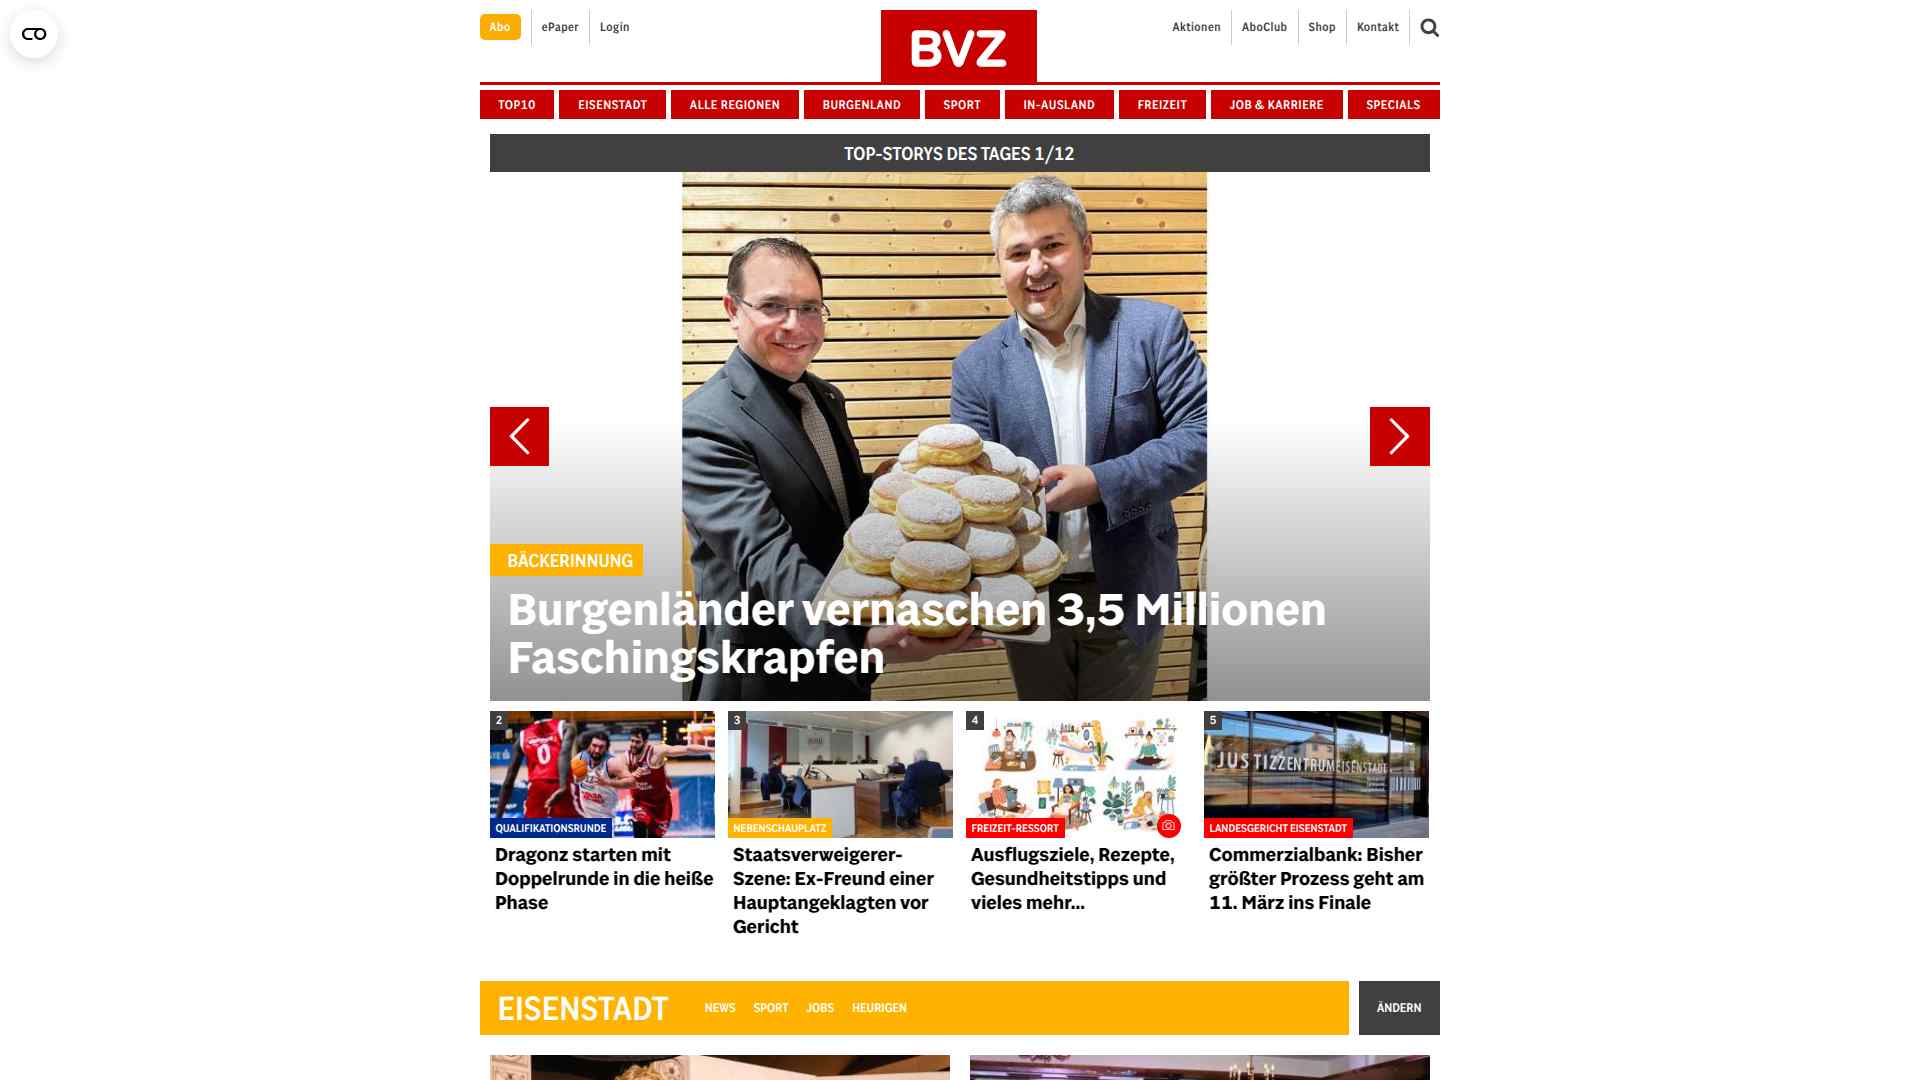 Abo
ePaper
Login
BVZ
Aktionen
AboClub
Shop
Kontakt
TOP10
EISENSTADT
ALLE REGIONEN
BURGENLAND
SPORT
IN-AUSLAND
FREIZEIT
JOB & KARRIERE
SPECIALS
TOP-STORYS DES TAGES 1/12
BÄCKERINNUNG
Burgenländer vernaschen 3,5 Millionen
Faschingskrapfen
2
0
QUALIFIKATIONSRUNDE
Dragonz starten mit
Doppelrunde in die heiße
Phase
3
NEBENSCHAUPLATZ
Staatsverweigerer-
Szene: Ex-Freund einer
Hauptangeklagten vor
Gericht
4
FREIZEIT-RESSORT
Ausflugsziele, Rezepte,
Gesundheitstipps und
vieles mehr...
5
JUSTIZZENTRUMEISENSTADT
LANDESGERICHT EISENSTADT
Commerzialbank: Bisher
größter Prozess geht am
11. März ins Finale
EISENSTADT
NEWS
SPORT
JOBS
HEURIGEN
ÄNDERN